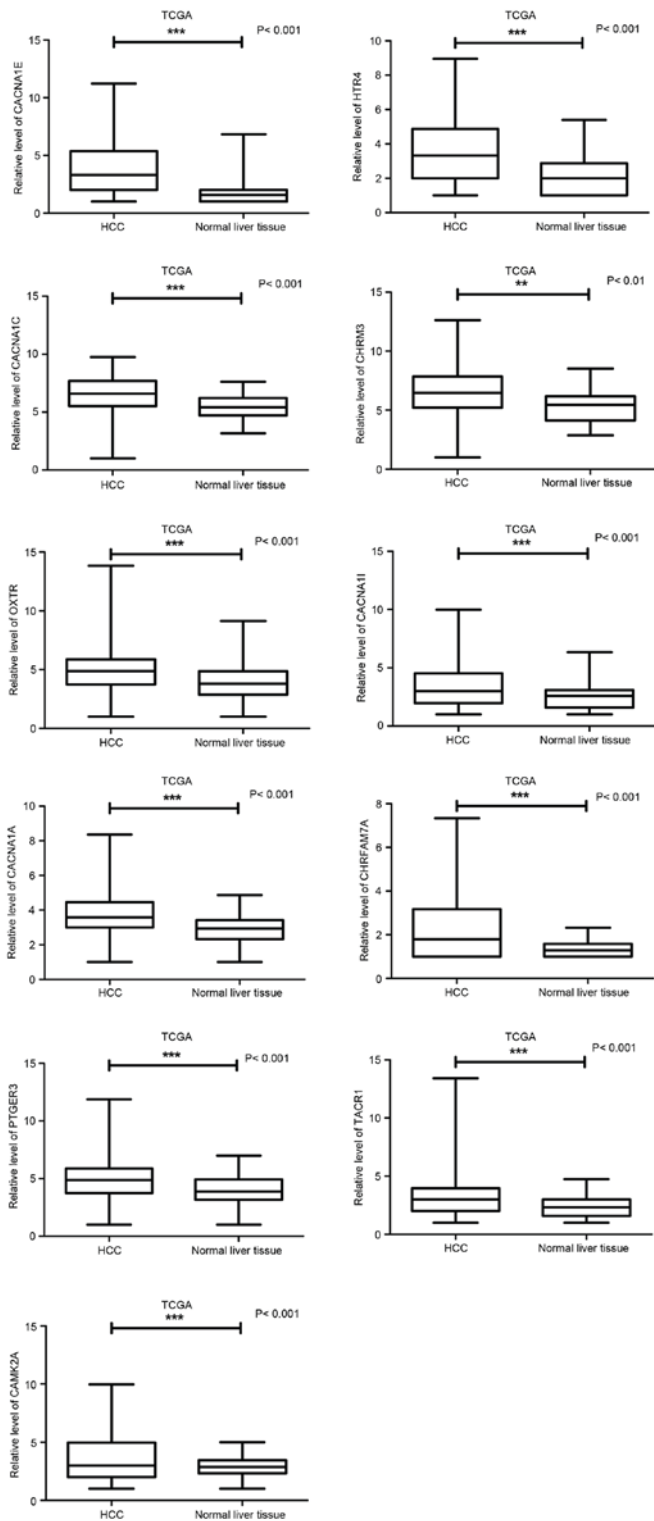 TCGA
*** P< 0.001
Relative level of CACNA1E
15
10
5
0
HCC Normal liver tissue
TCGA
*** P< 0.001
Relative level of HTR4
10
8
6
4
2
0
HCC Normal liver tissue
TCGA
*** P< 0.001
Relative level of CACNA1C
15
10
5
0
HCC Normal liver tissue
TCGA
** P< 0.01
Relative level of CHRM3
15
10
5
0
HCC Normal liver tissue
TCGA
*** P< 0.001
Relative level of OXTR
15
10
5
0
HCC Normal liver tissue
TCGA
*** P< 0.001
Relative level of CACNA1I
15
10
5
0
HCC Normal liver tissue
TCGA
*** P< 0.001
Relative level of CACNA1A
10
8
6
4
2
0
HCC Normal liver tissue
TCGA
*** P< 0.001
Relative level of CHRFAM7A
8
6
4
2
0
HCC Normal liver tissue
TCGA
*** P< 0.001
Relative level of PTGER3
15
10
5
0
HCC Normal liver tissue
TCGA
*** P< 0.001
Relative level of TACR1
15
10
5
0
HCC Normal liver tissue
TCGA
*** P< 0.001
Relative level of CAMK2A
15
10
5
0
HCC Normal liver tissue